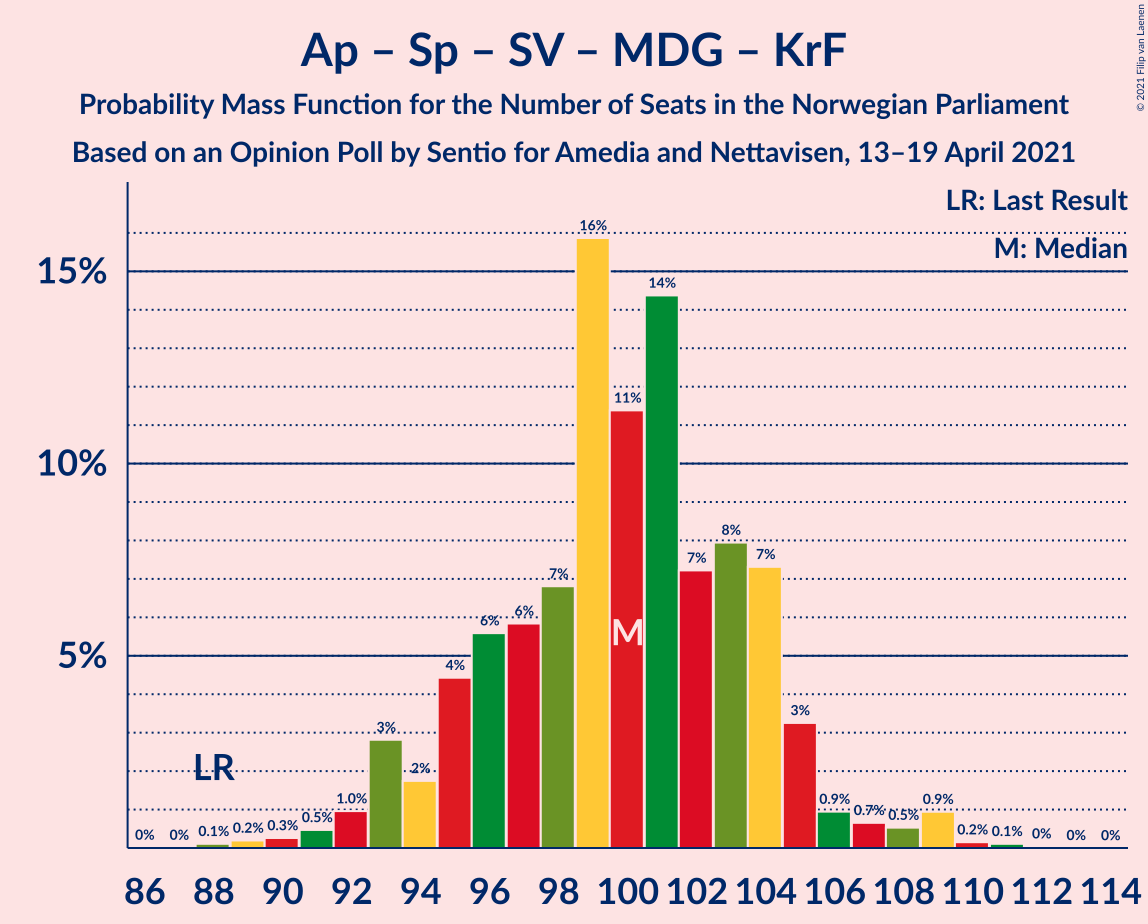 Ap – Sp – SV – MDG – KrF
Probability Mass Function for the Number of Seats in the Norwegian Parliament
Based on an Opinion Poll by Sentio for Amedia and Nettavisen, 13–19 April 2021
© 2021 Filip van Laenen
LR: Last Result
M: Median
15%
10%
5%
0% 0% 0.1% 0.2% 0.3% 0.5% 1.0% 3% 2% 4% 6% 6% 7% 16% 11% 14% 7% 8% 7% 3% 0.9% 0.7% 0.5% 0.9% 0.2% 0.1% 0% 0% 0%
M
LR
86 88 90 92 94 96 98 100 102 104 106 108 110 112 114